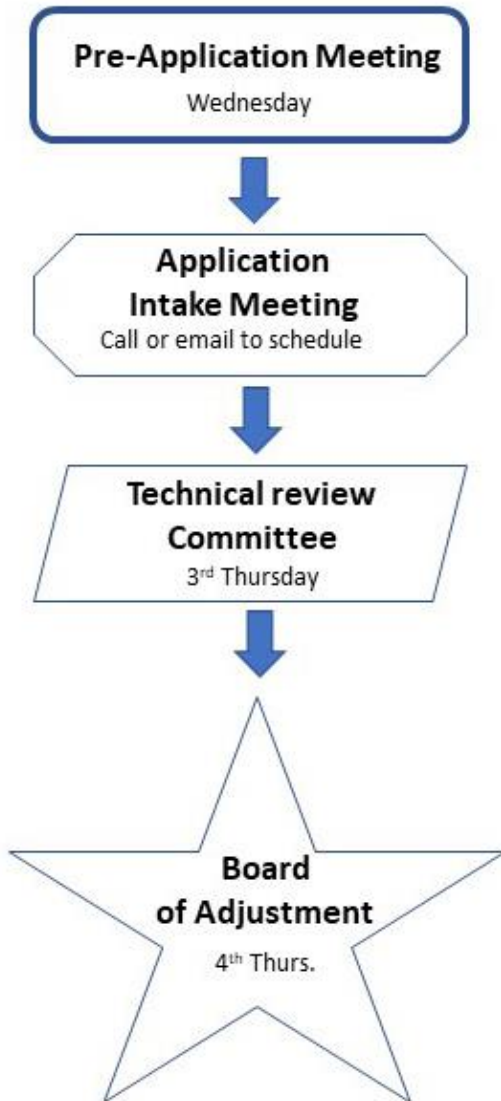 Pre-Application Meeting
Wednesday
Application
Intake Meeting
Call or email to schedule
Technical review
Committee
3rd Thursday
Board
of Adjustment
4th Thurs.